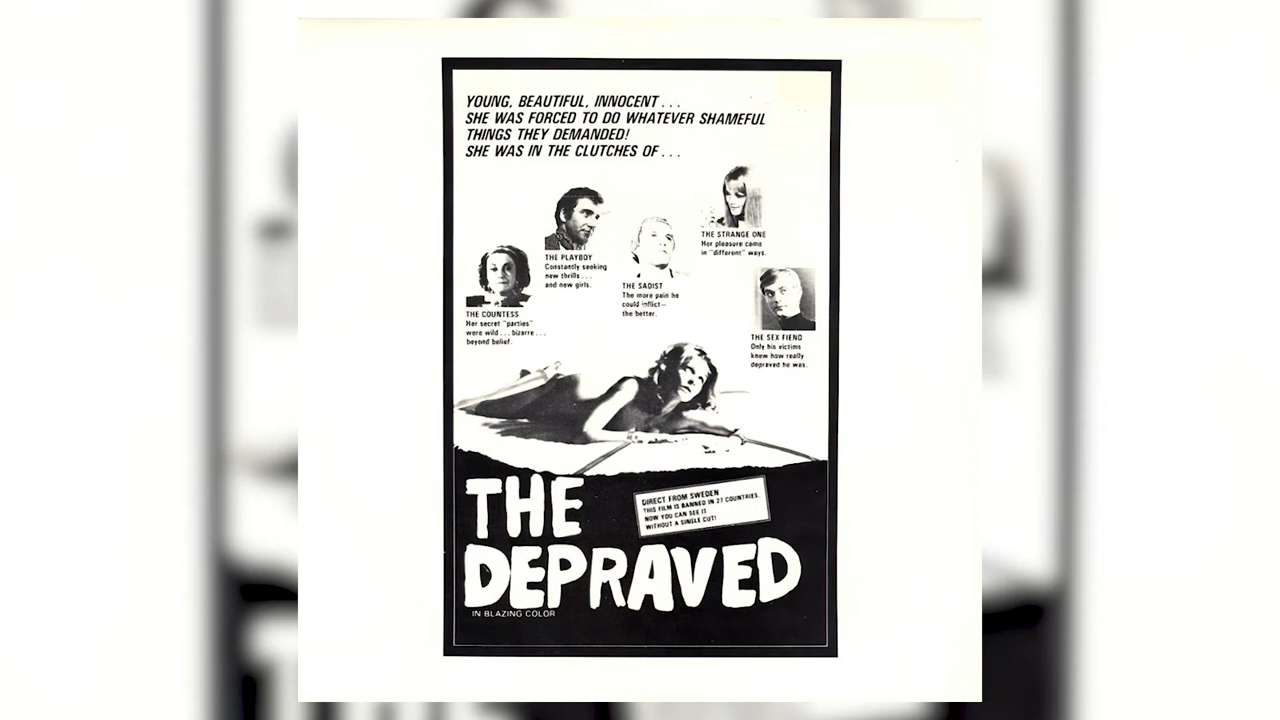 YOUNG, BEAUTIFUL, INNOCENT . . .
SHE WAS FORCED TO DO WHATEVER SHAMEFUL
THINGS THEY DEMANDED!
SHE WAS IN THE CLUTCHES OF . . .
THE STRANGE ONE
Her pleasure came
in "different" ways.
THE PLAYBOY
Constantly seeking
new thrills . . .
and new girls.
THE SADIST
The more pain he
could inflict–
the better.
THE COUNTESS
Her secret "parties"
were wild . . . bizarre . . .
beyond belief.
THE SEX FIEND
Only his victims
knew how really
depraved he was.
DIRECT FROM SWEDEN
THIS FILM IS BANNED IN 27 COUNTRIES.
NOW YOU CAN SEE IT
WITHOUT A SINGLE CUT!
THE
DEPRAVED
IN BLAZING COLOR